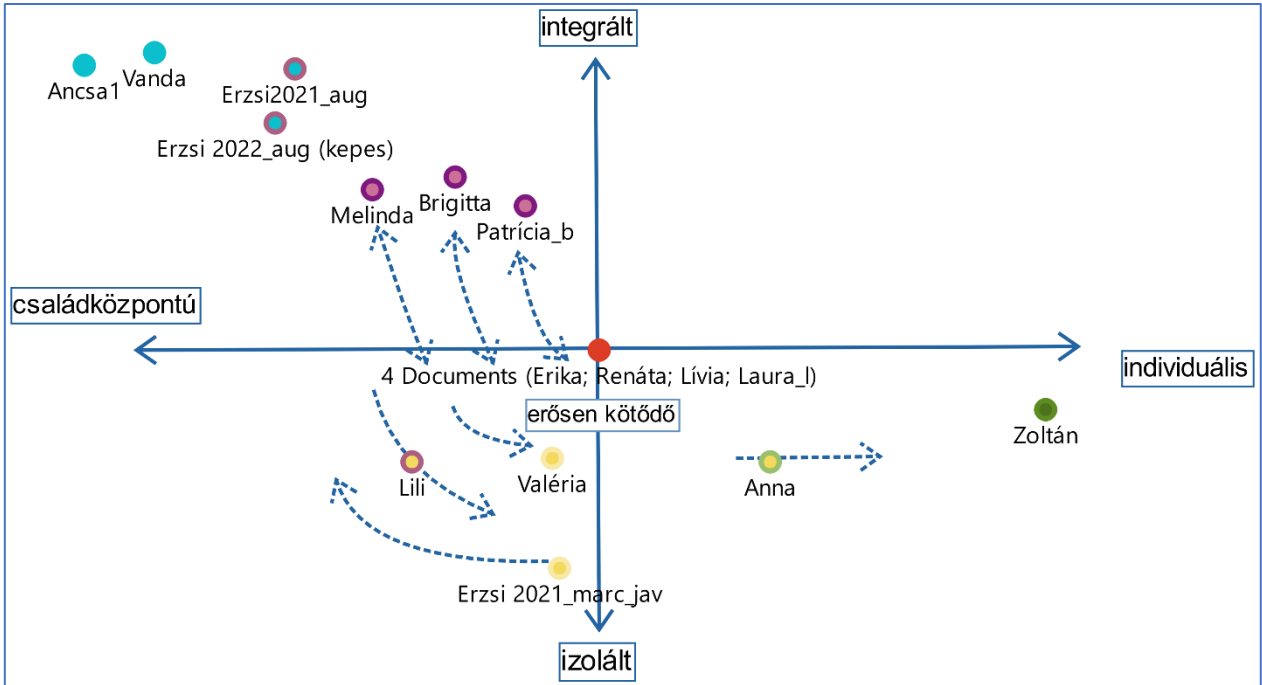 integrált
Ancsa1
Vanda
Erzsi2021_aug
Erzsi 2022_aug (kepes)
Melinda
Brigitta
Patrícia_b
családközpontú
individuális
4 Documents (Erika; Renáta; Lívia; Laura_l)
erősen kötődő
Zoltán
Lili
Valéria
Anna
Erzsi 2021_marc_jav
izolált